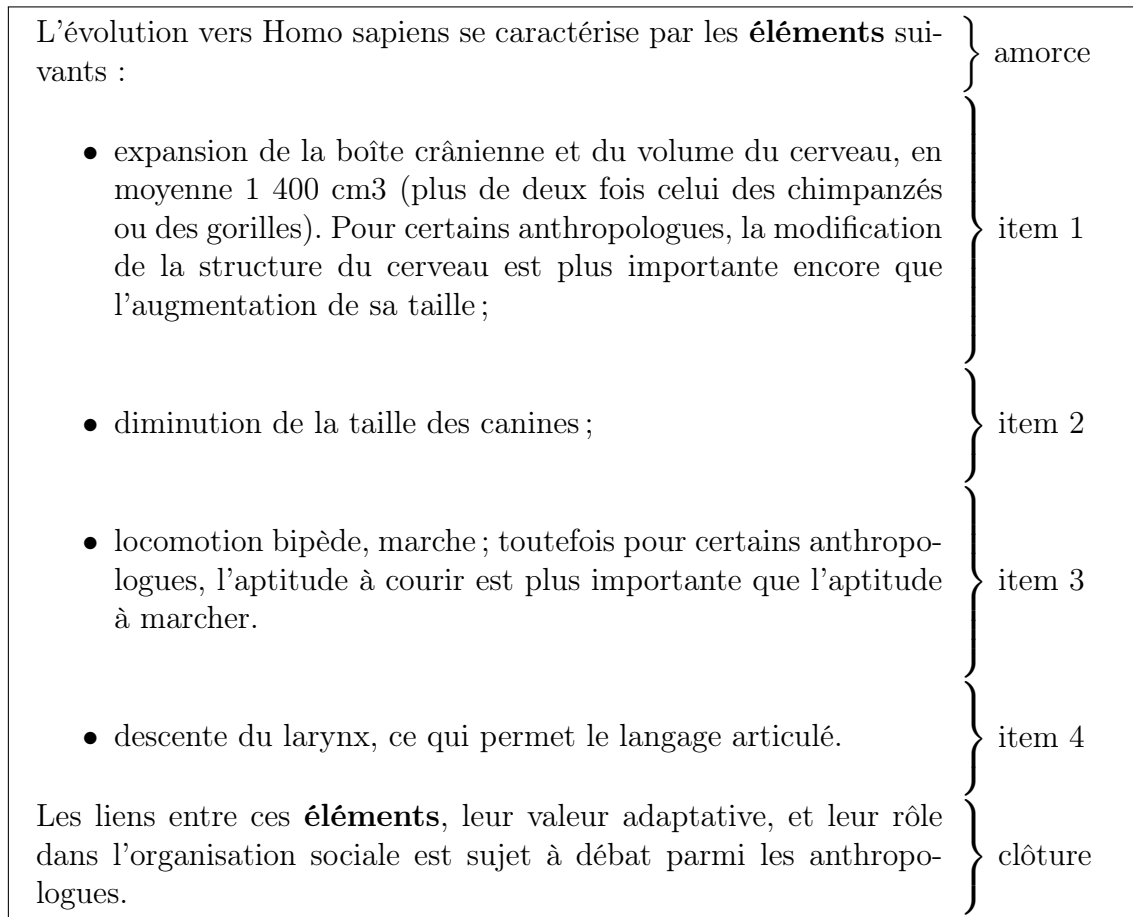 L'évolution vers Homo sapiens se caractérise par les éléments sui-
vants :
amorce
• expansion de la boîte crânienne et du volume du cerveau, en
moyenne 1 400 cm3 (plus de deux fois celui des chimpanzés
ou des gorilles). Pour certains anthropologues, la modification
de la structure du cerveau est plus importante encore que
l'augmentation de sa taille ;
item 1
• diminution de la taille des canines ;
item 2
• locomotion bipède, marche ; toutefois pour certains anthropo-
logues, l'aptitude à courir est plus importante que l'aptitude
à marcher.
item 3
• descente du larynx, ce qui permet le langage articulé.
item 4
Les liens entre ces éléments, leur valeur adaptative, et leur rôle
dans l'organisation sociale est sujet à débat parmi les anthropo-
logues.
clôture